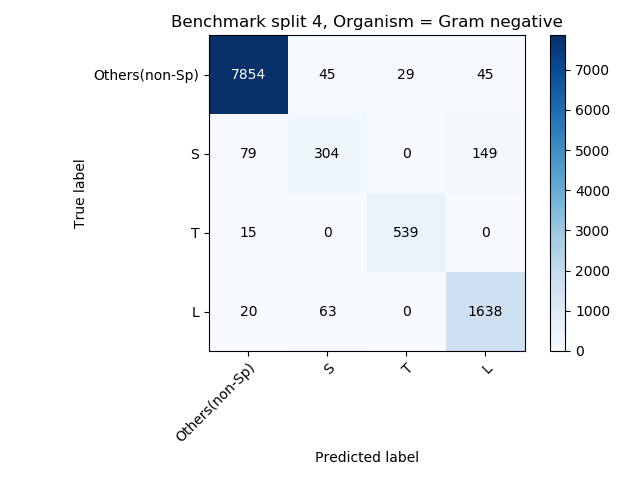 Benchmark split 4, Organism = Gram negative
Others(non-Sp) 7854 45 29 45
S 79 304 0 149
T 15 0 539 0
L 20 63 0 1638
True label
Others(non-Sp) S T L
Predicted label
7000
6000
5000
4000
3000
2000
1000
0